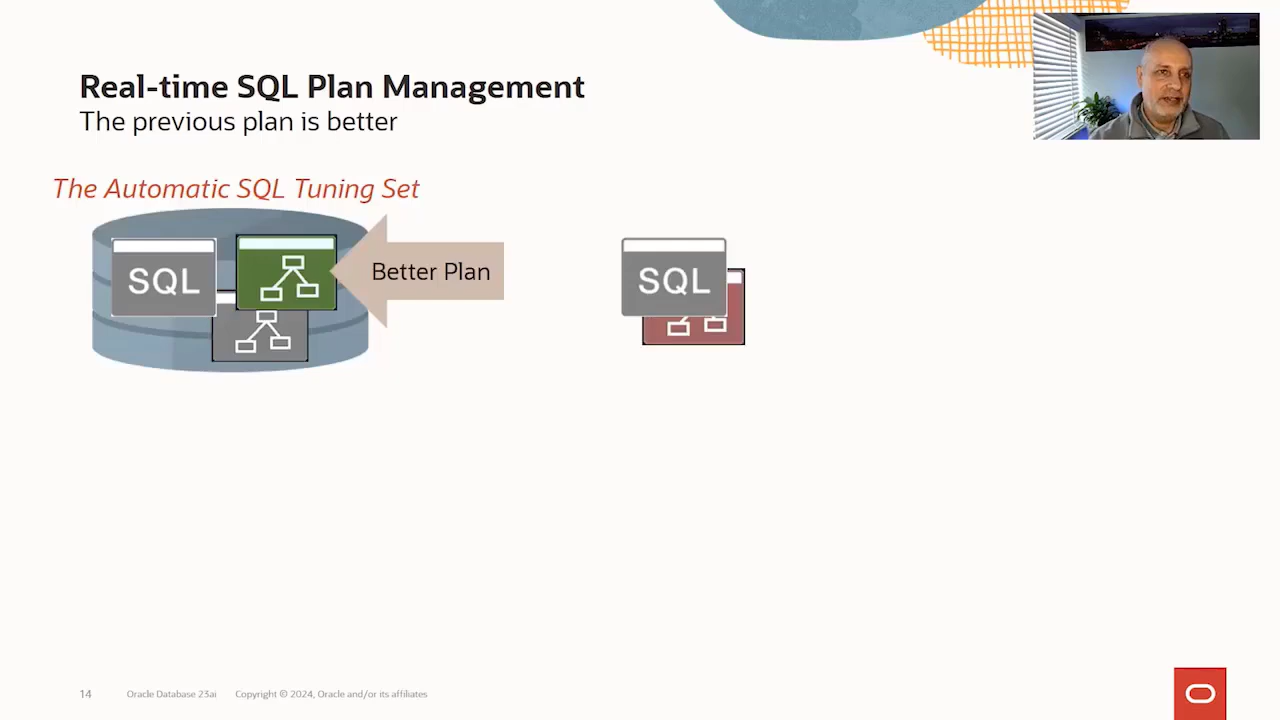 Real-time SQL Plan Management
The previous plan is better
The Automatic SQL Tuning Set
SQL
Better Plan
SQL
14 Oracle Database 23ai Copyright © 2024, Oracle and/or its affiliates